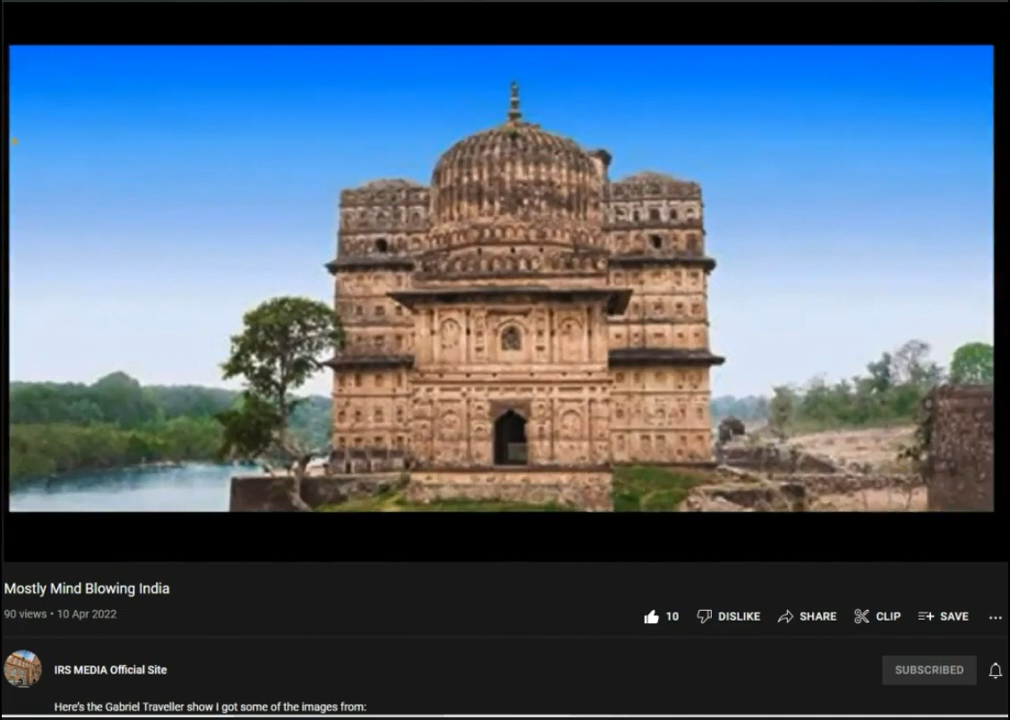 Mostly Mind Blowing India
90 views • 10 Apr 2022
10 DISLIKE SHARE CLIP SAVE
IRS MEDIA Official Site
SUBSCRIBED
Here's the Gabriel Traveller show I got some of the images from: